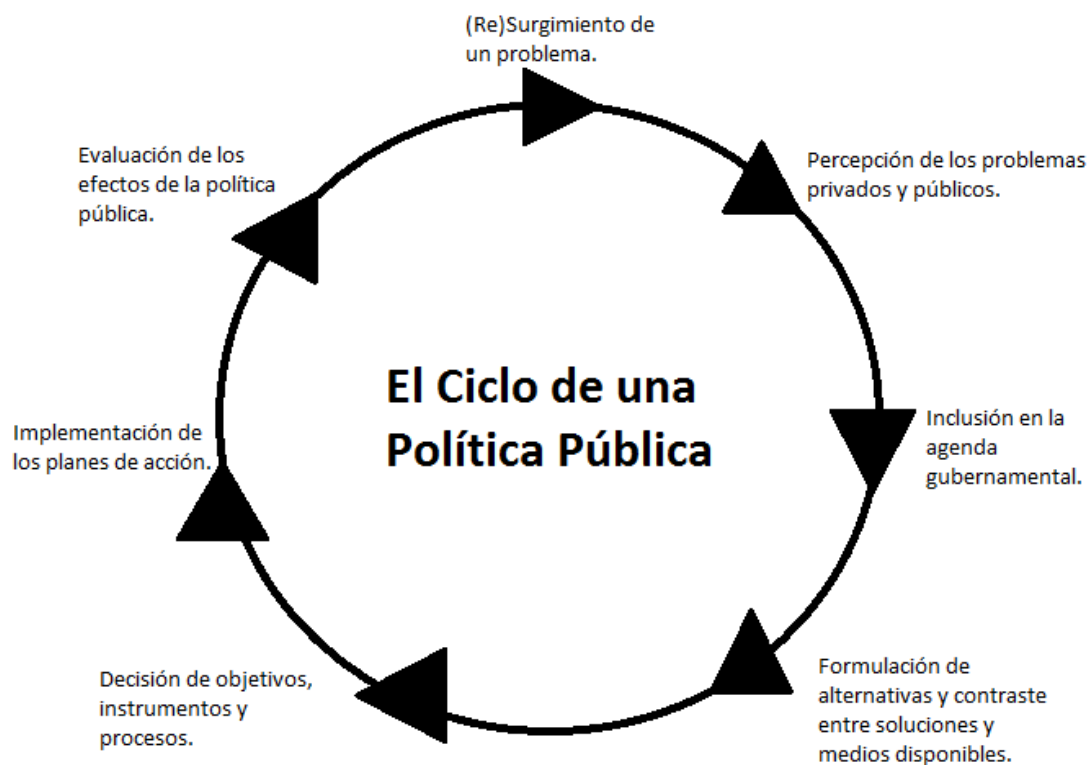 (Re)Surgimiento de
un problema.
Percepción de los problemas
privados y públicos.
Inclusión en la
agenda
gubernamental.
Formulación de
alternativas y contraste
entre soluciones y
medios disponibles.
Decisión de objetivos,
instrumentos y
procesos.
Implementación de
los planes de acción.
Evaluación de los
efectos de la política
pública.
El Ciclo de una
Política Pública